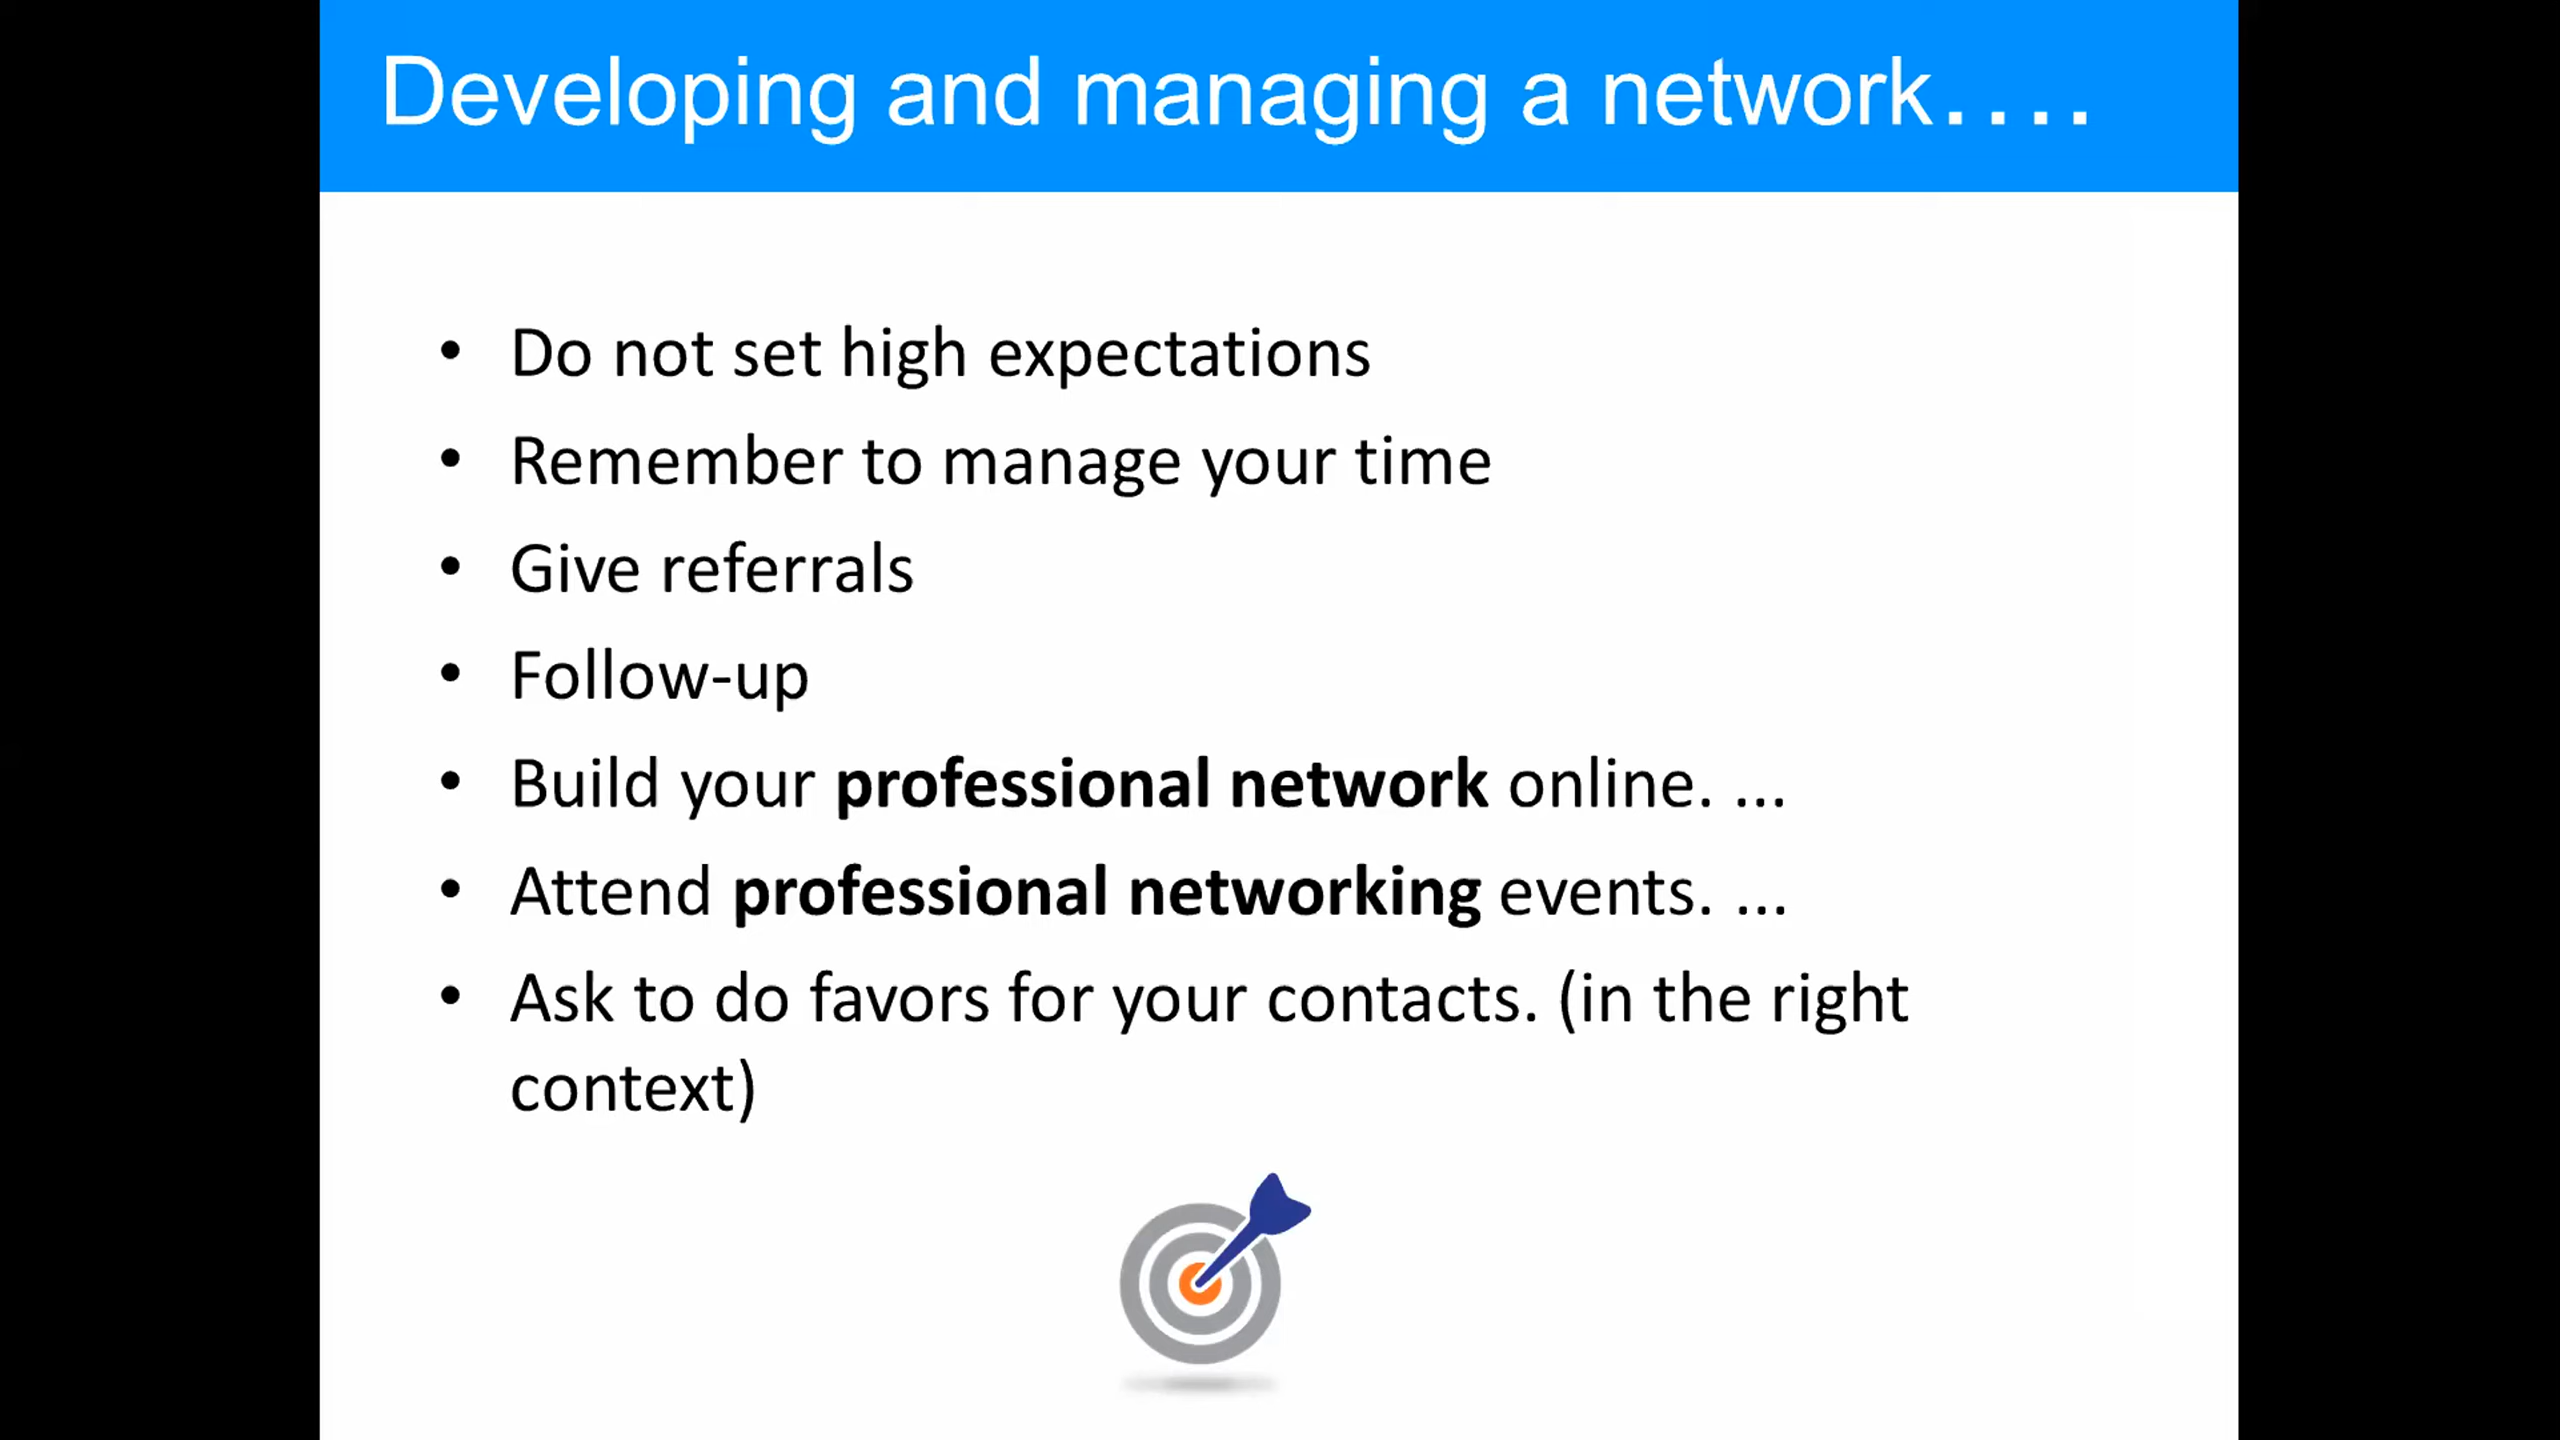 Developing and managing a network....
• Do not set high expectations
• Remember to manage your time
• Give referrals
• Follow-up
• Build your professional network online. ...
• Attend professional networking events. ...
• Ask to do favors for your contacts. (in the right
context)